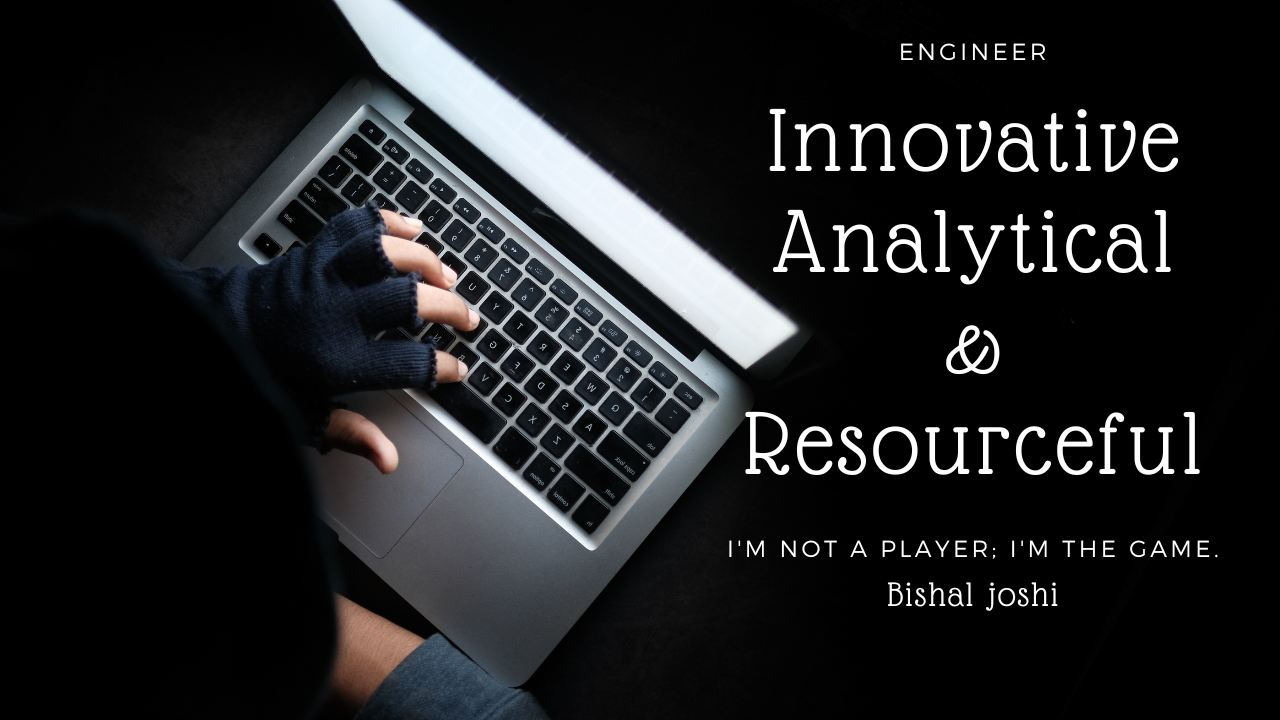 ENGINEER
Innovative
Analytical
&
Resourceful
I'M NOT A PLAYER; I'M THE GAME.
Bishal joshi